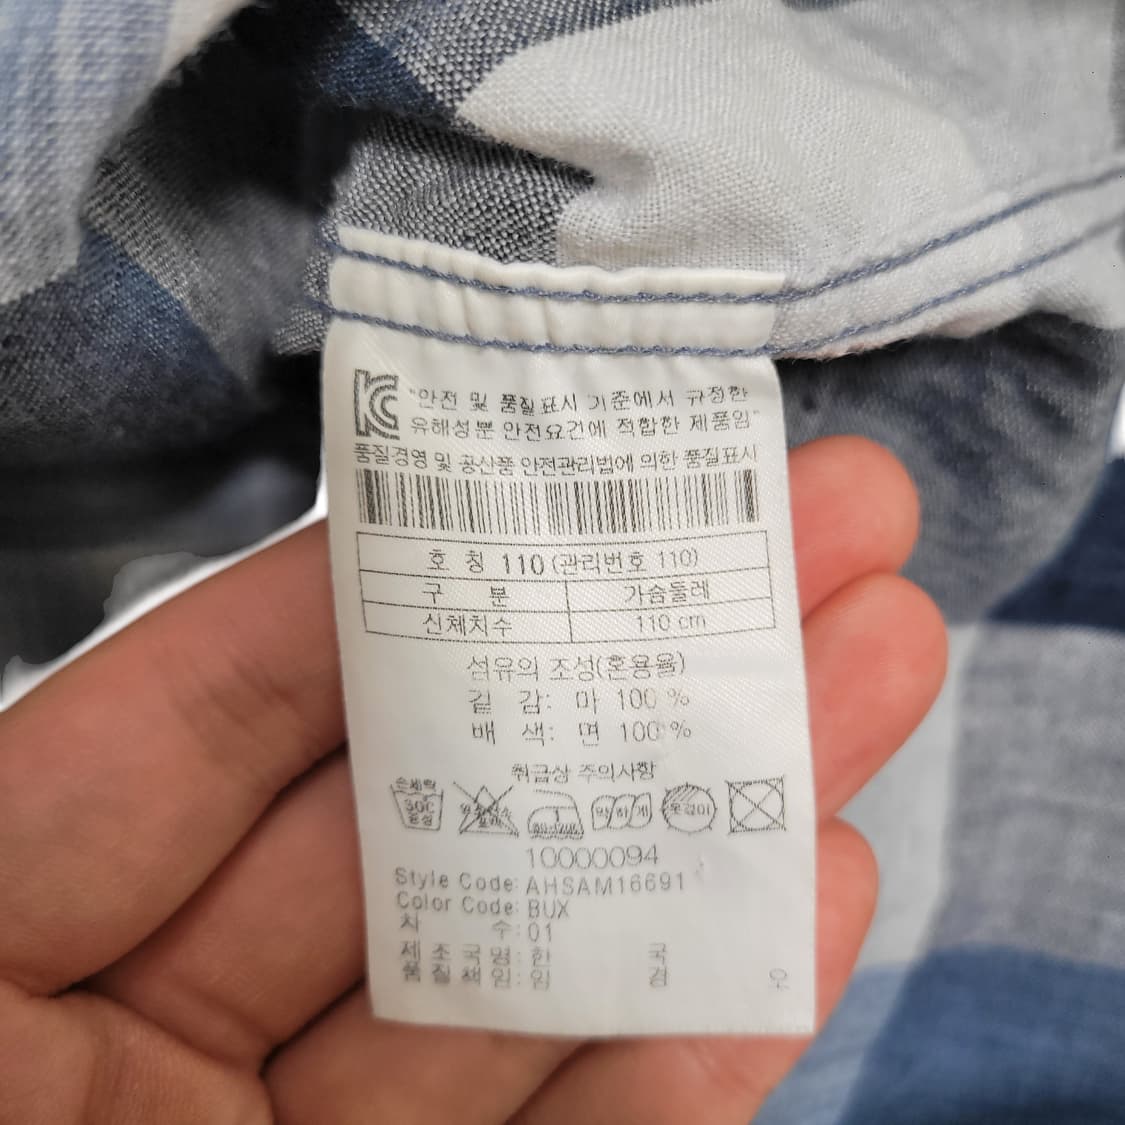 KC "안전 및 품질표시 기준에서 규정한
유해성분 안전요건에 적합한 제품임"
품질경영 및 공산품 안전관리법에 의한 품질표시
호 칭 110 (관리번호 110)
구 분 가슴둘레
신체치수 110 cm
섬유의 조성(혼용율)
겉 감: 마 100 %
배 색: 면 100 %
취급상 주의사항
손세탁
30℃
중성
약하게
옷걸이
10000094
Style Code: AHSAM16691
Color Code: BUX
차 수: 01
제 조 국 명: 한 국
품 질 책 임: 임 경 오